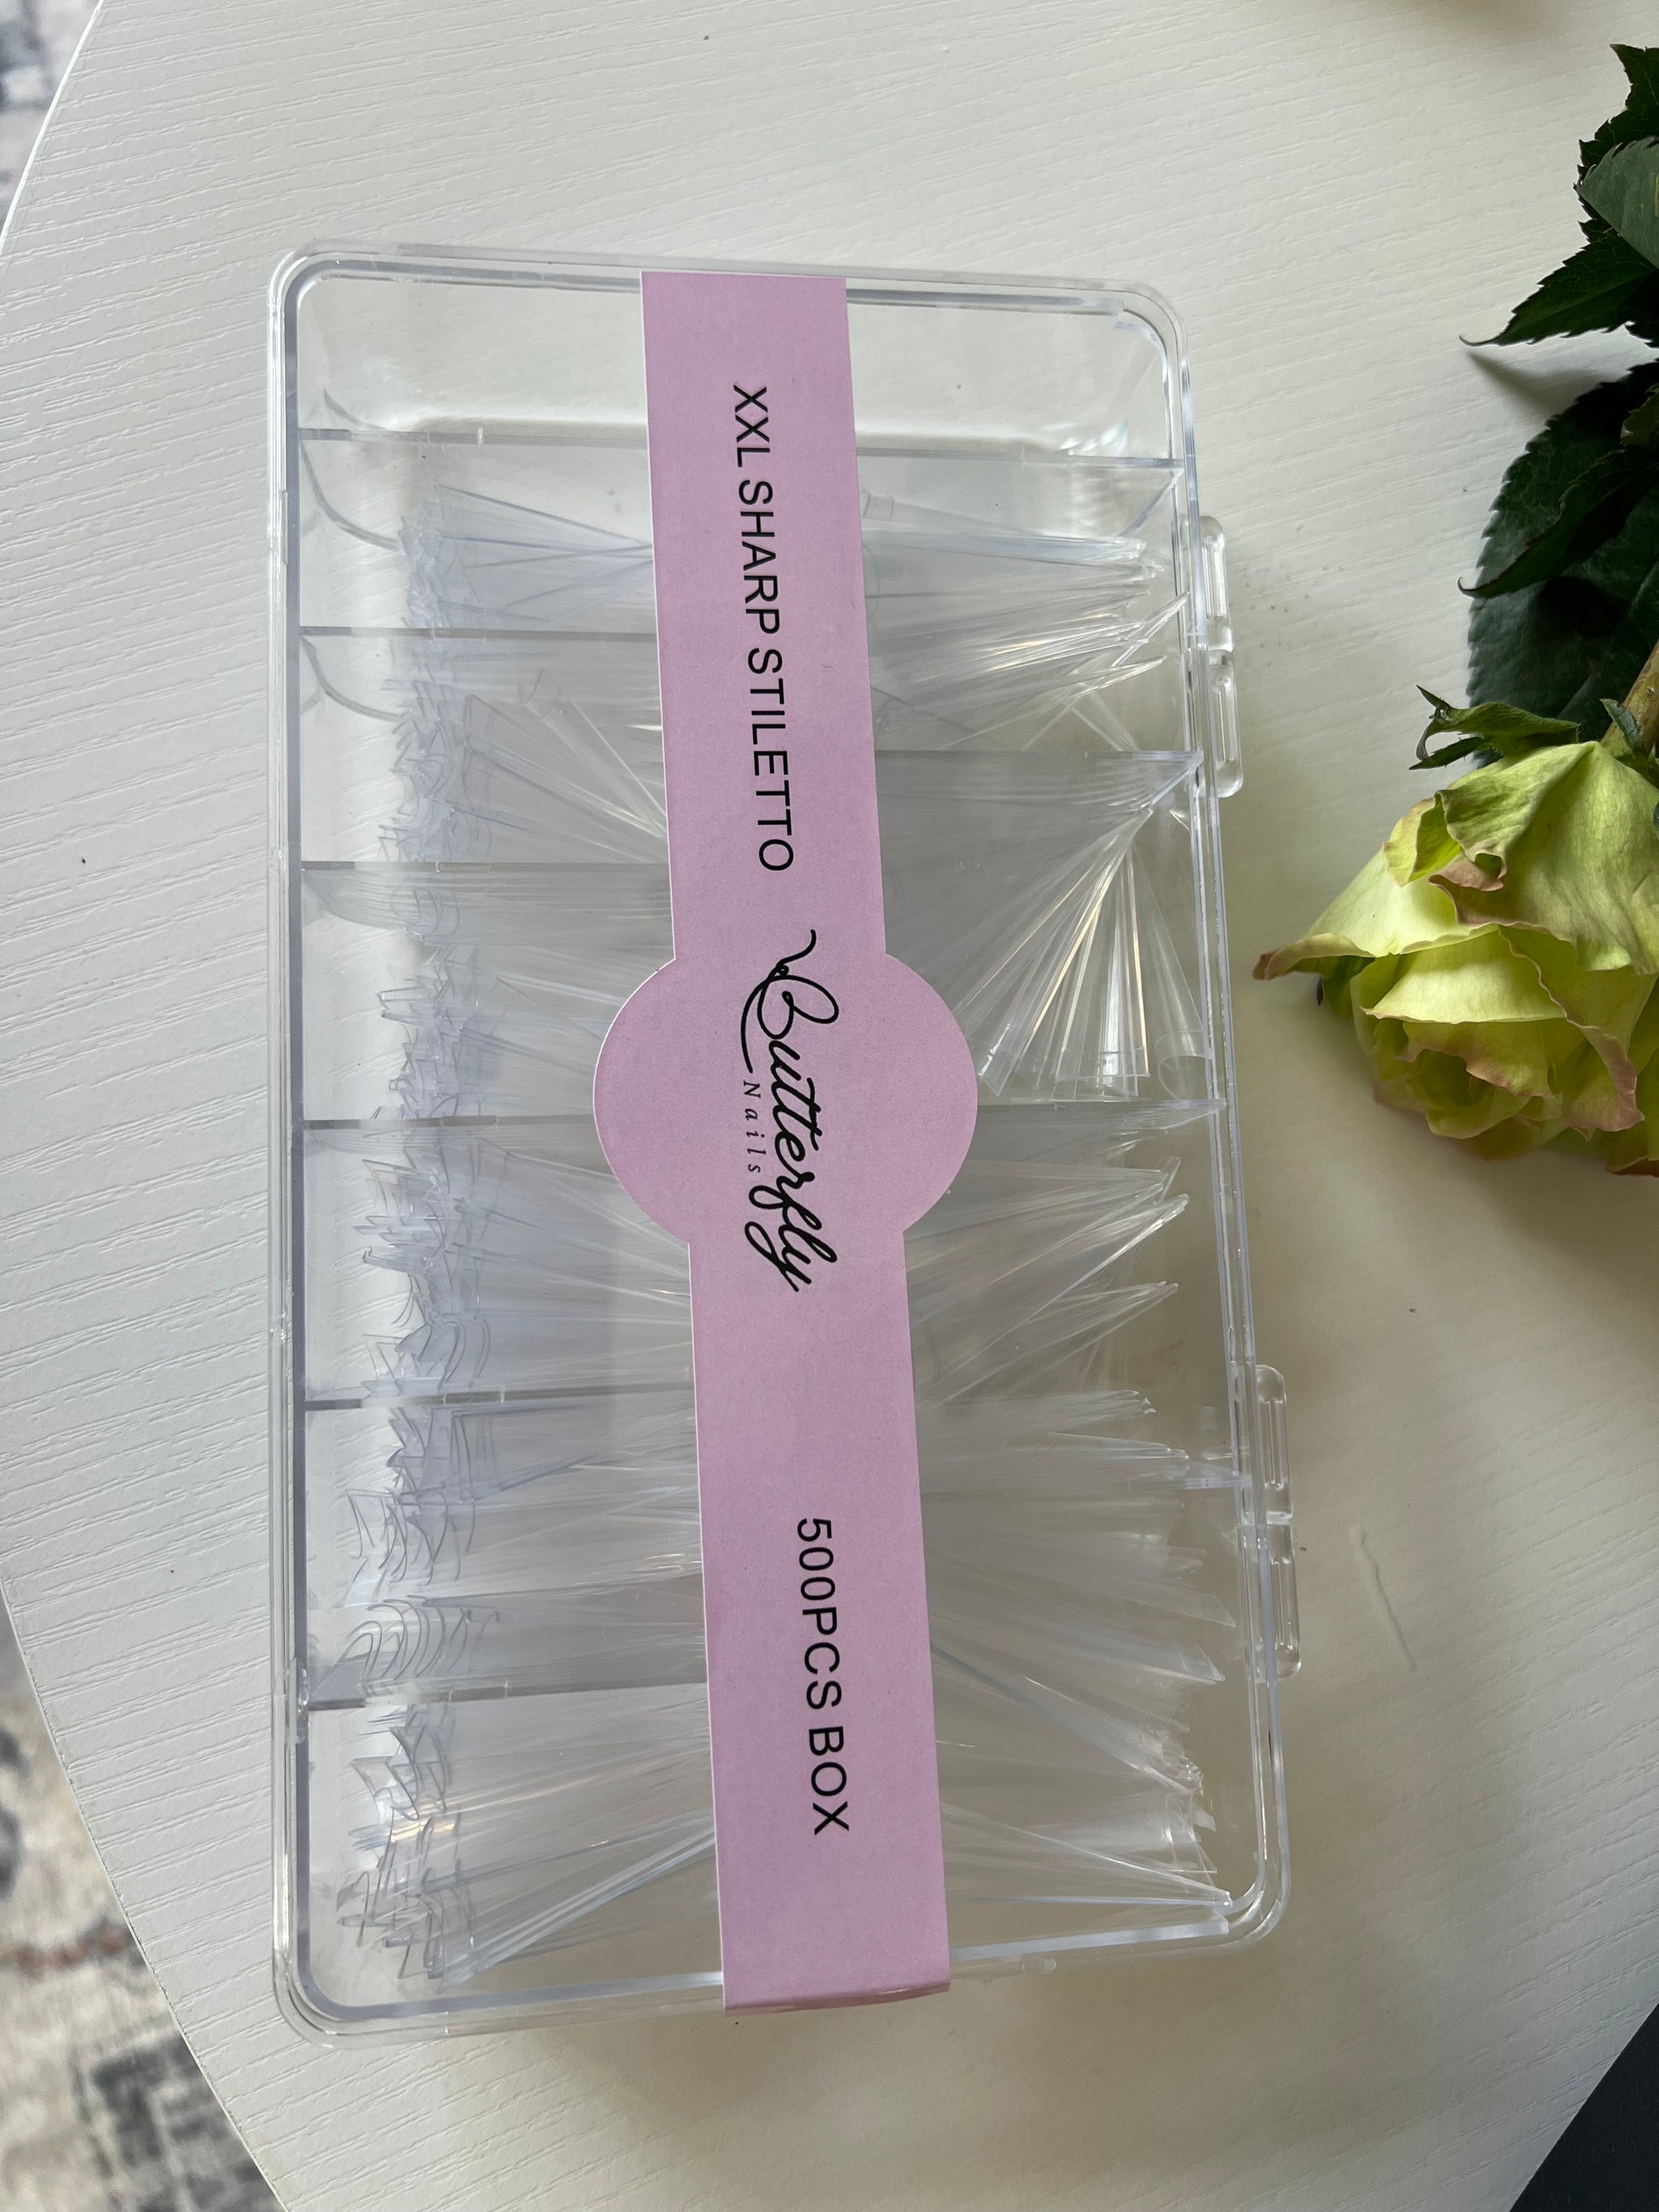 XXL SHARP STILETTO
Butterfly
Nails
500PCS BOX